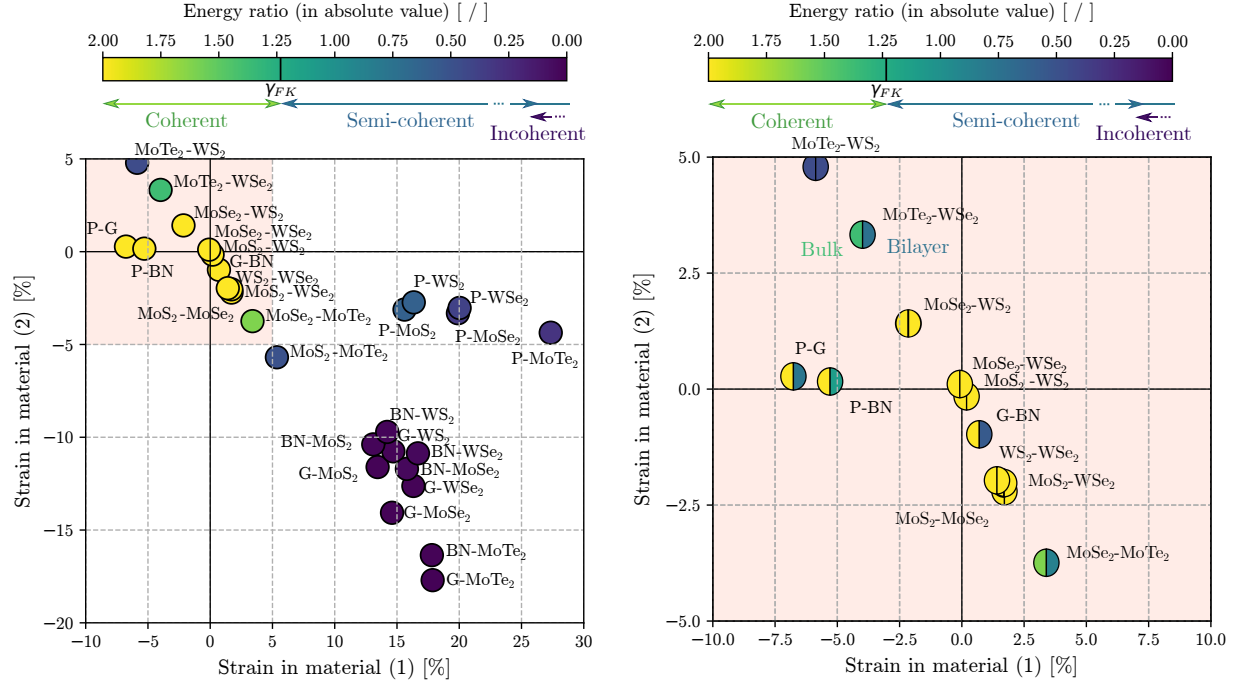 Energy ratio (in absolute value) [ / ]
2.00 1.75 1.50 1.25 1.00 0.75 0.50 0.25 0.00
γ_FK
Coherent Semi-coherent ... Incoherent
MoTe₂-WS₂
MoTe₂-WSe₂
MoSe₂-WS₂
P-G
MoSe₂-WSe₂
MoS₂-WS₂
P-BN
G-BN
WS₂-WSe₂
MoS₂-WSe₂
MoS₂-MoSe₂
MoSe₂-MoTe₂
MoS₂-MoTe₂
P-WS₂
P-WSe₂
P-MoS₂
P-MoSe₂
P-MoTe₂
BN-WS₂
G-WS₂
BN-MoS₂
BN-WSe₂
G-MoS₂
BN-MoSe₂
G-WSe₂
G-MoSe₂
BN-MoTe₂
G-MoTe₂
5
0
−5
−10
−15
−20
Strain in material (2) [%]
−10 −5 0 5 10 15 20 25 30
Strain in material (1) [%]
Energy ratio (in absolute value) [ / ]
2.00 1.75 1.50 1.25 1.00 0.75 0.50 0.25 0.00
γ_FK
Coherent Semi-coherent ... Incoherent
MoTe₂-WS₂
MoTe₂-WSe₂
Bulk Bilayer
MoSe₂-WS₂
P-G
MoSe₂-WSe₂
MoS₂-WS₂
P-BN
G-BN
WS₂-WSe₂
MoS₂-WSe₂
MoS₂-MoSe₂
MoSe₂-MoTe₂
5.0
2.5
0.0
−2.5
−5.0
Strain in material (2) [%]
−10.0 −7.5 −5.0 −2.5 0.0 2.5 5.0 7.5 10.0
Strain in material (1) [%]